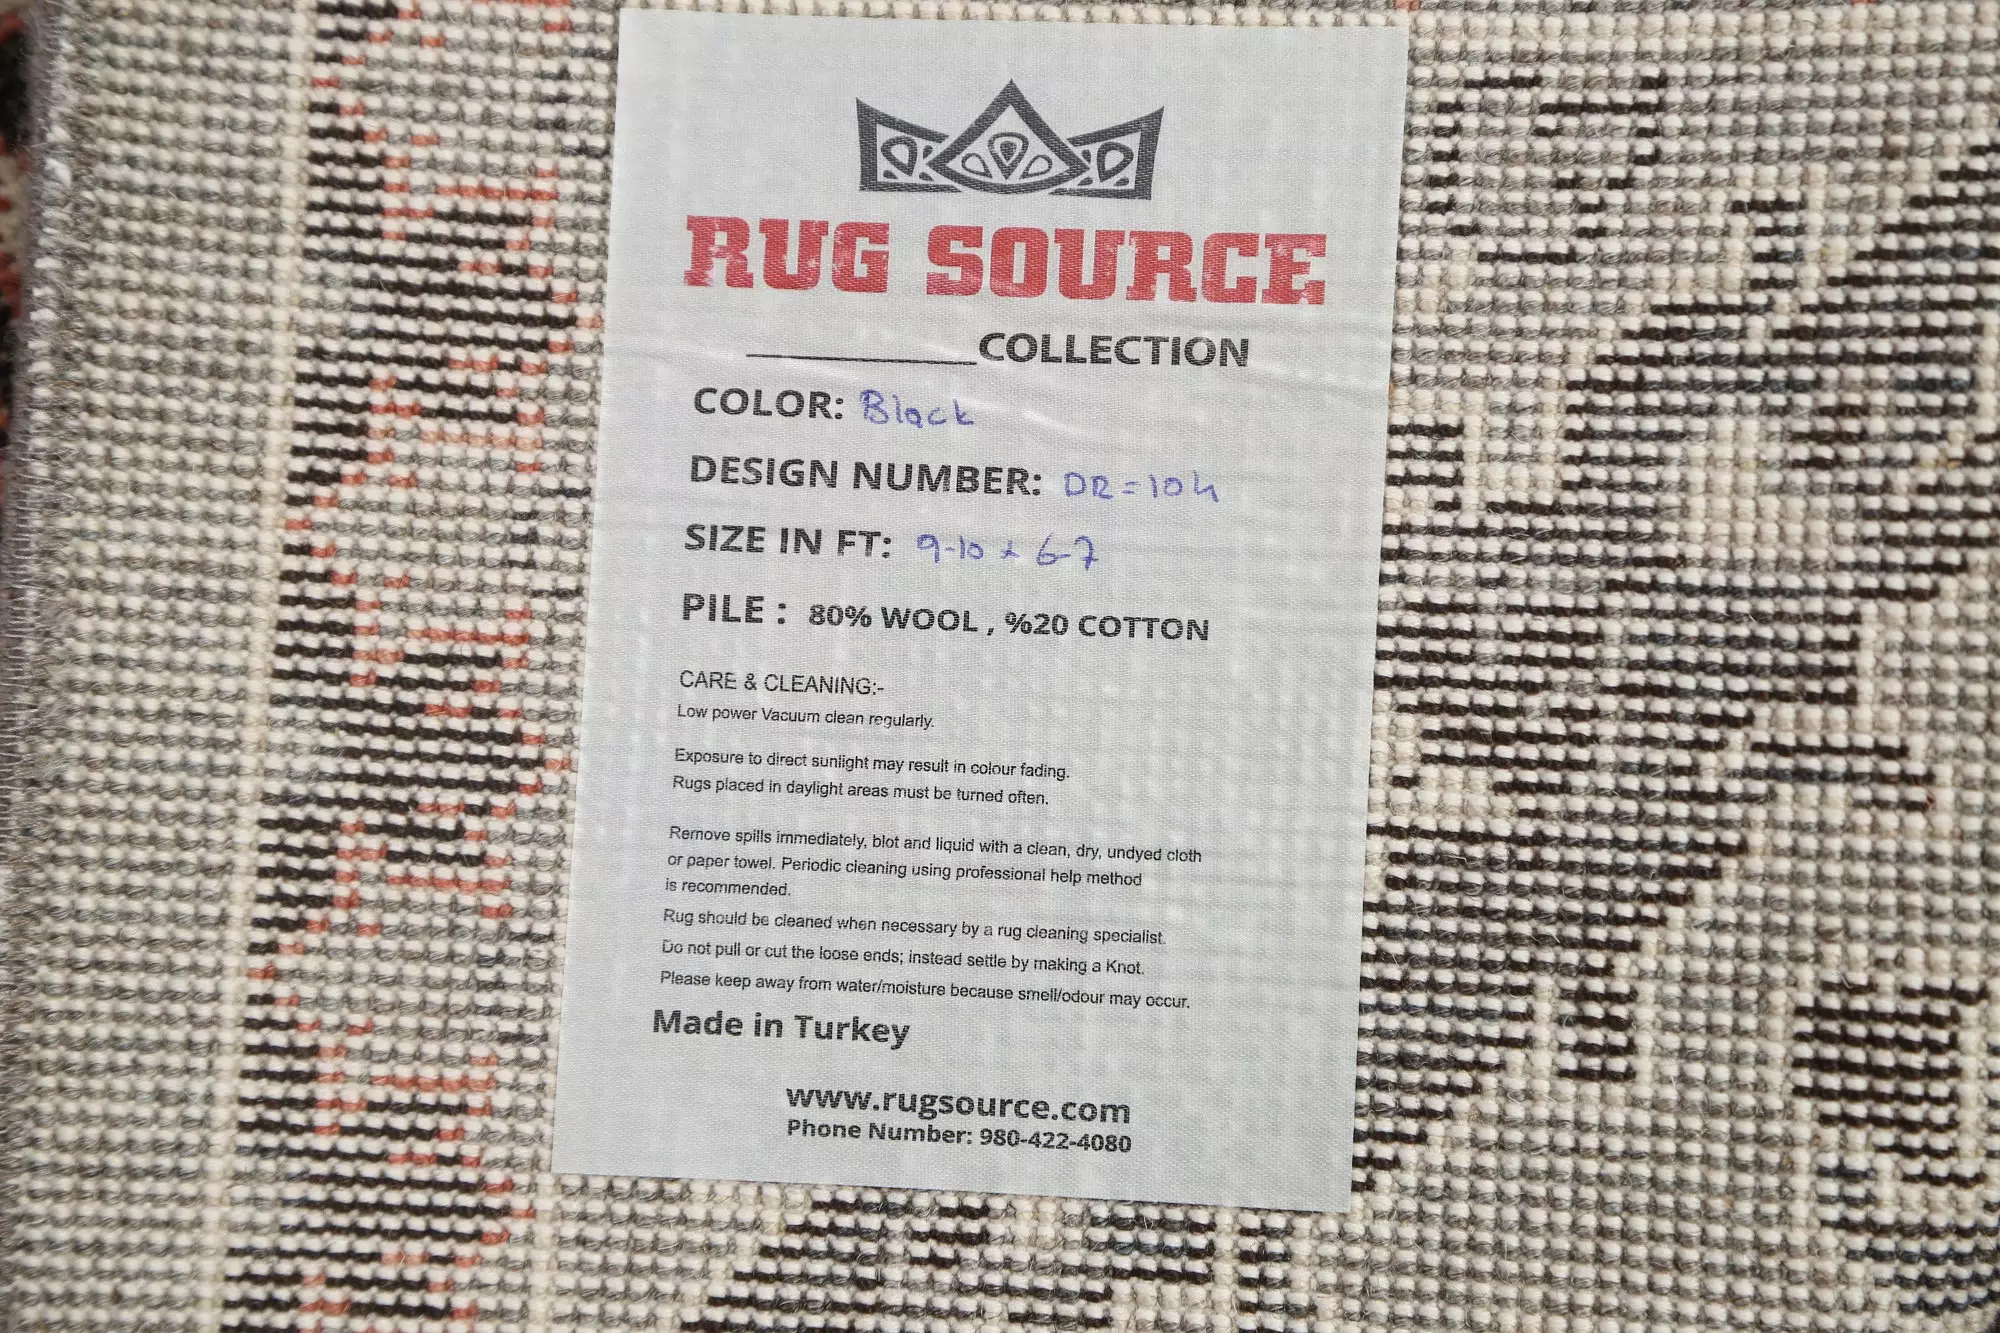 RUG SOURCE
__________COLLECTION
COLOR: Black
DESIGN NUMBER: DR=104
SIZE IN FT: 9-10 x 6-7
PILE : 80% WOOL , %20 COTTON
CARE & CLEANING:-
Low power Vacuum clean regularly.
Exposure to direct sunlight may result in colour fading.
Rugs placed in daylight areas must be turned often.
Remove spills immediately, blot and liquid with a clean, dry, undyed cloth
or paper towel. Periodic cleaning using professional help method
is recommended.
Rug should be cleaned when necessary by a rug cleaning specialist.
Do not pull or cut the loose ends; instead settle by making a Knot.
Please keep away from water/moisture because smell/odour may occur.
Made in Turkey
www.rugsource.com
Phone Number: 980-422-4080